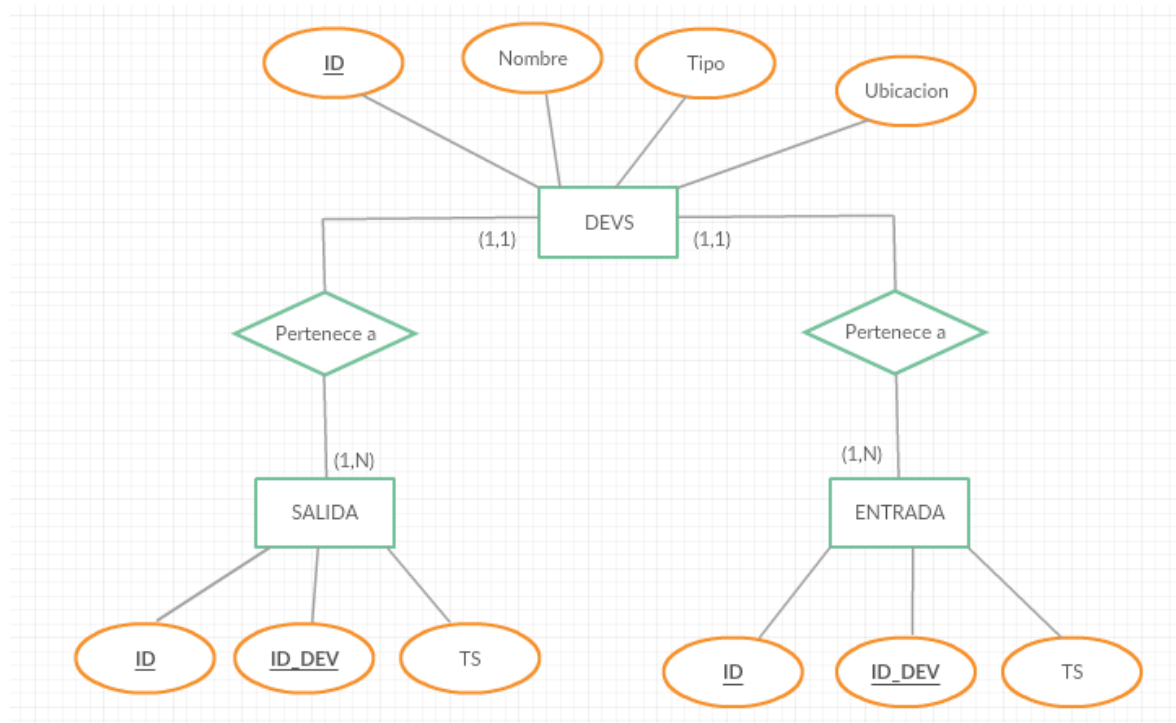 ID
Nombre
Tipo
Ubicacion
DEVS
(1,1)
(1,1)
Pertenece a
Pertenece a
(1,N)
(1,N)
SALIDA
ENTRADA
ID
ID_DEV
TS
ID
ID_DEV
TS